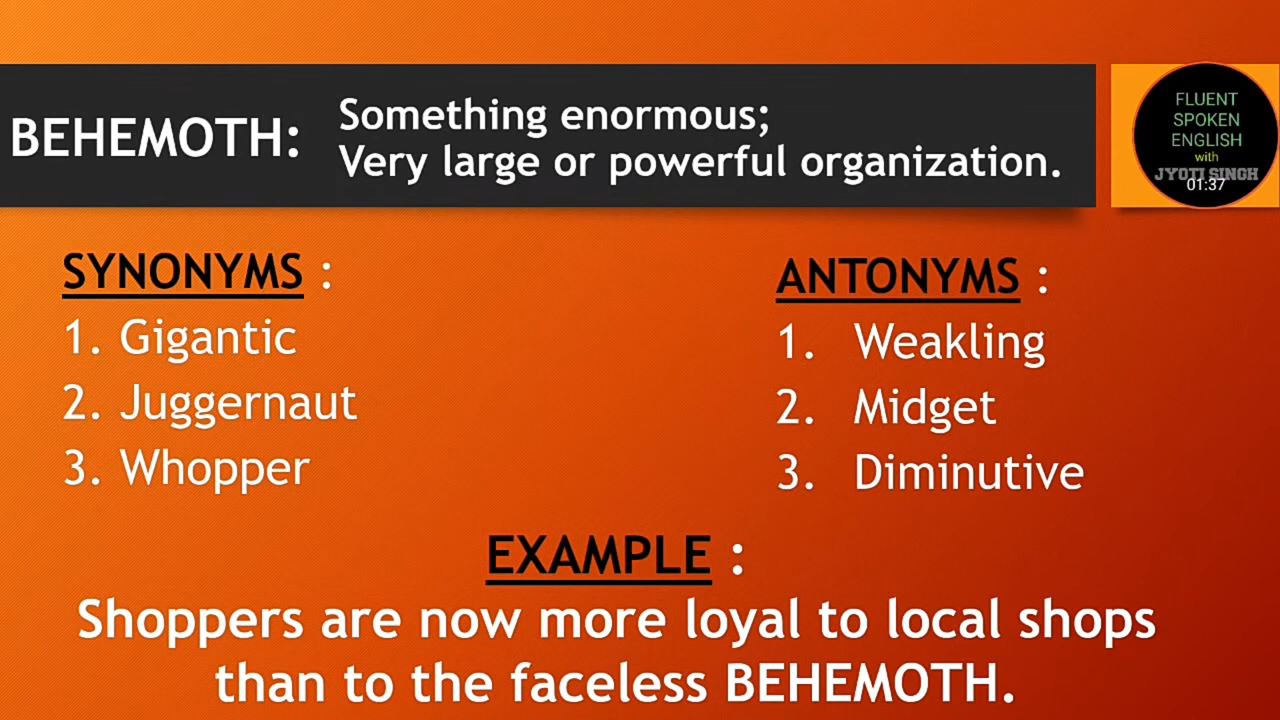 BEHEMOTH:
Something enormous;
Very large or powerful organization.
FLUENT
SPOKEN
ENGLISH
with
JYOTI SINGH
01:37
SYNONYMS :
1. Gigantic
2. Juggernaut
3. Whopper
ANTONYMS :
1. Weakling
2. Midget
3. Diminutive
EXAMPLE :
Shoppers are now more loyal to local shops
than to the faceless BEHEMOTH.